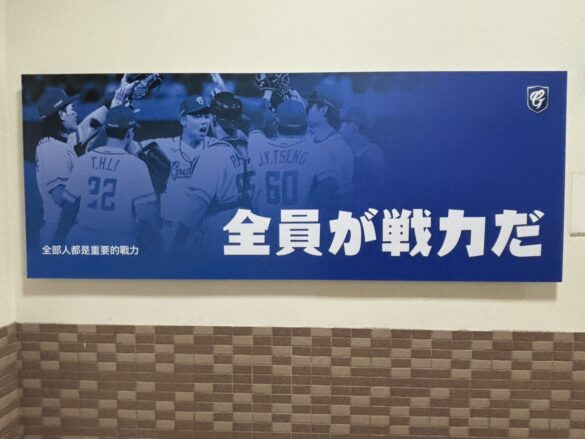 T.H.LI
22
J.Y.TSENG
60
G
全員が戦力だ
全部人都是重要的戰力